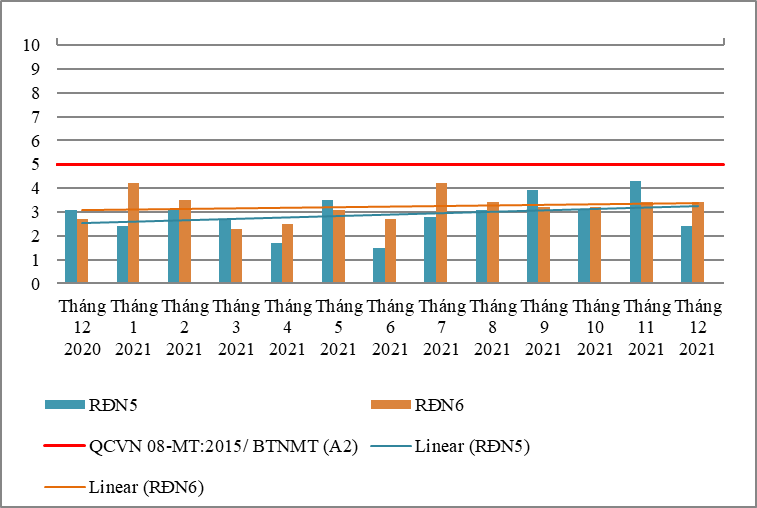 10
9
8
7
6
5
4
3
2
1
0
Tháng 12 2020
Tháng 1 2021
Tháng 2 2021
Tháng 3 2021
Tháng 4 2021
Tháng 5 2021
Tháng 6 2021
Tháng 7 2021
Tháng 8 2021
Tháng 9 2021
Tháng 10 2021
Tháng 11 2021
Tháng 12 2021
RĐN5
RĐN6
QCVN 08-MT:2015/ BTNMT (A2)
Linear (RĐN5)
Linear (RĐN6)